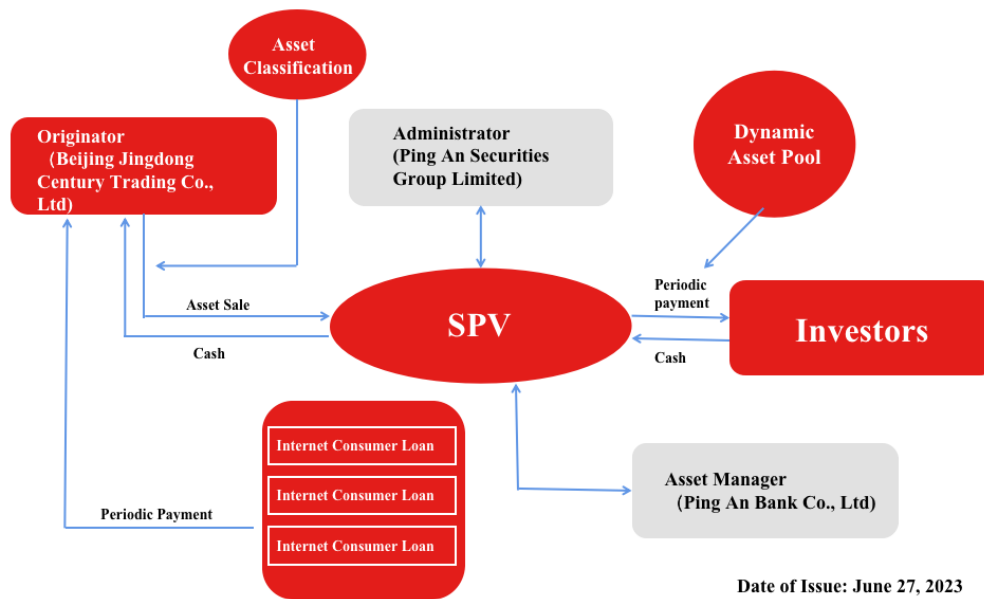 Asset
Classification
Originator
（Beijing Jingdong
Century Trading Co.,
Ltd)
Administrator
(Ping An Securities
Group Limited)
Dynamic
Asset Pool
Asset Sale
Cash
SPV
Periodic
payment
Cash
Investors
Internet Consumer Loan
Internet Consumer Loan
Internet Consumer Loan
Periodic Payment
Asset Manager
（Ping An Bank Co., Ltd)
Date of Issue: June 27, 2023